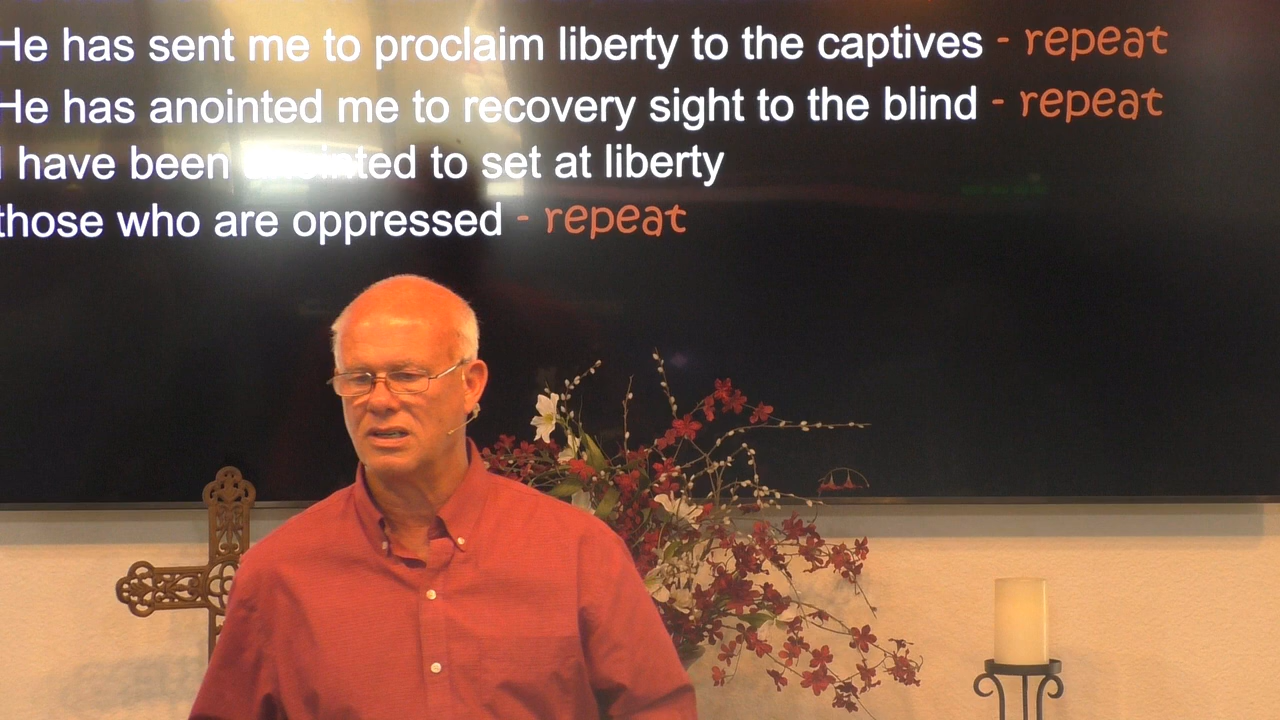 He has sent me to proclaim liberty to the captives - repeat
He has anointed me to recovery sight to the blind - repeat
I have been anointed to set at liberty
those who are oppressed - repeat